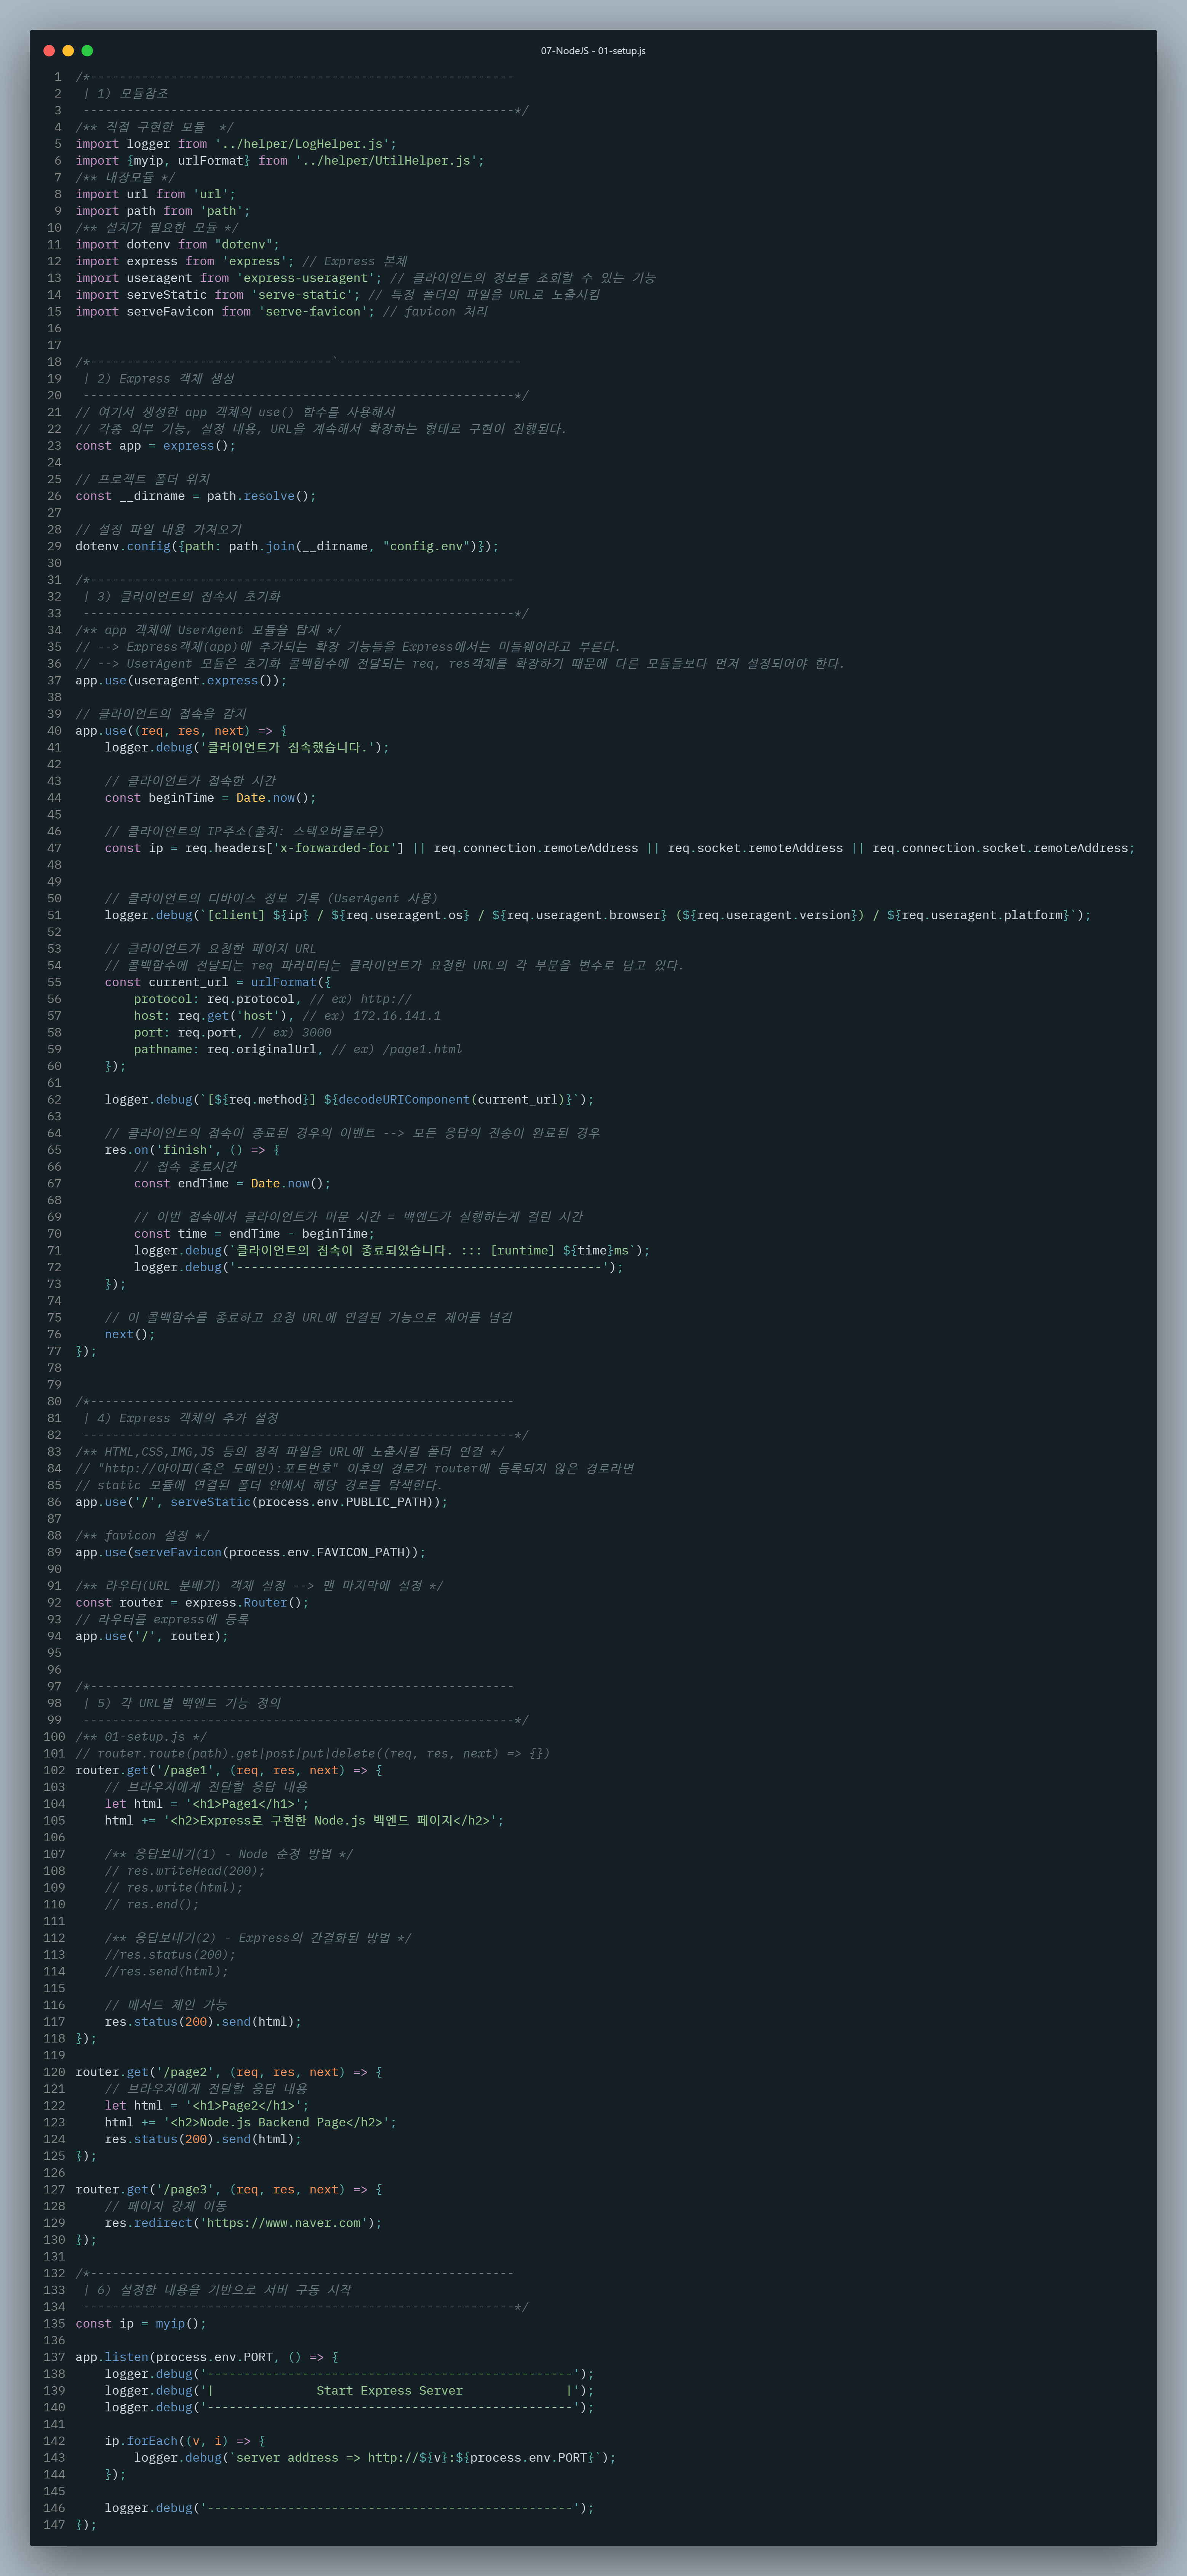 07-NodeJS - 01-setup.js
1 /*----------------------------------------------------------
2  | 1) 모듈참조
3  -----------------------------------------------------------*/
4 /** 직접 구현한 모듈  */
5 import logger from '../helper/LogHelper.js';
6 import {myip, urlFormat} from '../helper/UtilHelper.js';
7 /** 내장모듈 */
8 import url from 'url';
9 import path from 'path';
10 /** 설치가 필요한 모듈 */
11 import dotenv from "dotenv";
12 import express from 'express'; // Express 본체
13 import useragent from 'express-useragent'; // 클라이언트의 정보를 조회할 수 있는 기능
14 import serveStatic from 'serve-static'; // 특정 폴더의 파일을 URL로 노출시킴
15 import serveFavicon from 'serve-favicon'; // favicon 처리
16
17
18 /*---------------------------------`-------------------------
19  | 2) Express 객체 생성
20  -----------------------------------------------------------*/
21 // 여기서 생성한 app 객체의 use() 함수를 사용해서
22 // 각종 외부 기능, 설정 내용, URL을 계속해서 확장하는 형태로 구현이 진행된다.
23 const app = express();
24
25 // 프로젝트 폴더 위치
26 const __dirname = path.resolve();
27
28 // 설정 파일 내용 가져오기
29 dotenv.config({path: path.join(__dirname, "config.env")});
30
31 /*----------------------------------------------------------
32  | 3) 클라이언트의 접속시 초기화
33  -----------------------------------------------------------*/
34 /** app 객체에 UserAgent 모듈을 탑재 */
35 // --> Express객체(app)에 추가되는 확장 기능들을 Express에서는 미들웨어라고 부른다.
36 // --> UserAgent 모듈은 초기화 콜백함수에 전달되는 req, res객체를 확장하기 때문에 다른 모듈들보다 먼저 설정되어야 한다.
37 app.use(useragent.express());
38
39 // 클라이언트의 접속을 감지
40 app.use((req, res, next) => {
41     logger.debug('클라이언트가 접속했습니다.');
42
43     // 클라이언트가 접속한 시간
44     const beginTime = Date.now();
45
46     // 클라이언트의 IP주소(출처: 스택오버플로우)
47     const ip = req.headers['x-forwarded-for'] || req.connection.remoteAddress || req.socket.remoteAddress || req.connection.socket.remoteAddress;
48
49
50     // 클라이언트의 디바이스 정보 기록 (UserAgent 사용)
51     logger.debug(`[client] ${ip} / ${req.useragent.os} / ${req.useragent.browser} (${req.useragent.version}) / ${req.useragent.platform}`);
52
53     // 클라이언트가 요청한 페이지 URL
54     // 콜백함수에 전달되는 req 파라미터는 클라이언트가 요청한 URL의 각 부분을 변수로 담고 있다.
55     const current_url = urlFormat({
56         protocol: req.protocol, // ex) http://
57         host: req.get('host'), // ex) 172.16.141.1
58         port: req.port, // ex) 3000
59         pathname: req.originalUrl, // ex) /page1.html
60     });
61
62     logger.debug(`[${req.method}] ${decodeURIComponent(current_url)}`);
63
64     // 클라이언트의 접속이 종료된 경우의 이벤트 --> 모든 응답의 전송이 완료된 경우
65     res.on('finish', () => {
66         // 접속 종료시간
67         const endTime = Date.now();
68
69         // 이번 접속에서 클라이언트가 머문 시간 = 백엔드가 실행하는게 걸린 시간
70         const time = endTime - beginTime;
71         logger.debug(`클라이언트의 접속이 종료되었습니다. ::: [runtime] ${time}ms`);
72         logger.debug('--------------------------------------------------');
73     });
74
75     // 이 콜백함수를 종료하고 요청 URL에 연결된 기능으로 제어를 넘김
76     next();
77 });
78
79
80 /*----------------------------------------------------------
81  | 4) Express 객체의 추가 설정
82  -----------------------------------------------------------*/
83 /** HTML,CSS,IMG,JS 등의 정적 파일을 URL에 노출시킬 폴더 연결 */
84 // "http://아이피(혹은 도메인):포트번호" 이후의 경로가 router에 등록되지 않은 경로라면
85 // static 모듈에 연결된 폴더 안에서 해당 경로를 탐색한다.
86 app.use('/', serveStatic(process.env.PUBLIC_PATH));
87
88 /** favicon 설정 */
89 app.use(serveFavicon(process.env.FAVICON_PATH));
90
91 /** 라우터(URL 분배기) 객체 설정 --> 맨 마지막에 설정 */
92 const router = express.Router();
93 // 라우터를 express에 등록
94 app.use('/', router);
95
96
97 /*----------------------------------------------------------
98  | 5) 각 URL별 백엔드 기능 정의
99  -----------------------------------------------------------*/
100 /** 01-setup.js */
101 // router.route(path).get|post|put|delete((req, res, next) => {})
102 router.get('/page1', (req, res, next) => {
103     // 브라우저에게 전달할 응답 내용
104     let html = '<h1>Page1</h1>';
105     html += '<h2>Express로 구현한 Node.js 백엔드 페이지</h2>';
106
107     /** 응답보내기(1) - Node 순정 방법 */
108     // res.writeHead(200);
109     // res.write(html);
110     // res.end();
111
112     /** 응답보내기(2) - Express의 간결화된 방법 */
113     //res.status(200);
114     //res.send(html);
115
116     // 메서드 체인 가능
117     res.status(200).send(html);
118 });
119
120 router.get('/page2', (req, res, next) => {
121     // 브라우저에게 전달할 응답 내용
122     let html = '<h1>Page2</h1>';
123     html += '<h2>Node.js Backend Page</h2>';
124     res.status(200).send(html);
125 });
126
127 router.get('/page3', (req, res, next) => {
128     // 페이지 강제 이동
129     res.redirect('https://www.naver.com');
130 });
131
132 /*----------------------------------------------------------
133  | 6) 설정한 내용을 기반으로 서버 구동 시작
134  -----------------------------------------------------------*/
135 const ip = myip();
136
137 app.listen(process.env.PORT, () => {
138     logger.debug('--------------------------------------------------');
139     logger.debug('|              Start Express Server              |');
140     logger.debug('--------------------------------------------------');
141
142     ip.forEach((v, i) => {
143         logger.debug(`server address => http://${v}:${process.env.PORT}`);
144     });
145
146     logger.debug('--------------------------------------------------');
147 });